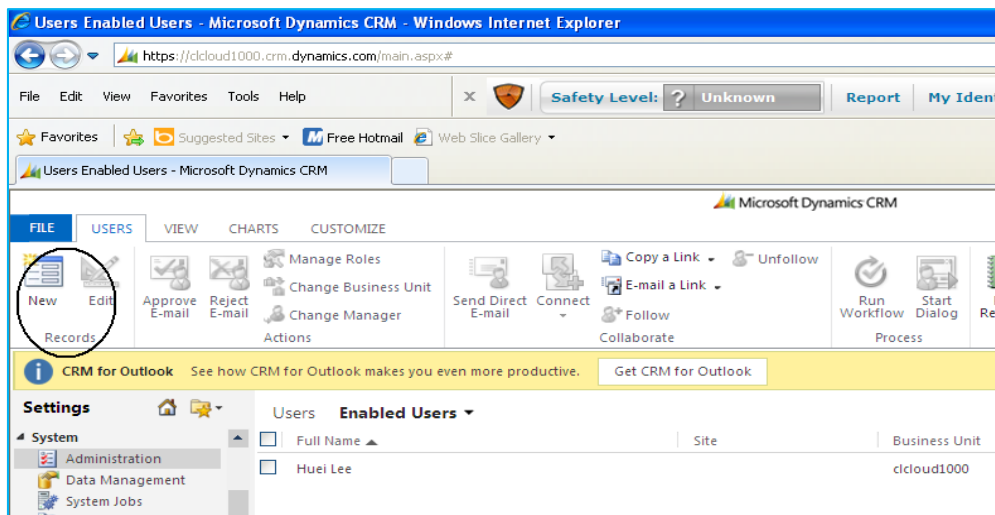 Users Enabled Users - Microsoft Dynamics CRM - Windows Internet Explorer
https://clcloud1000.crm.dynamics.com/main.aspx#
File Edit View Favorites Tools Help x Safety Level: ? Unknown Report My Iden
Favorites Suggested Sites Free Hotmail Web Slice Gallery
Users Enabled Users - Microsoft Dynamics CRM
Microsoft Dynamics CRM
FILE USERS VIEW CHARTS CUSTOMIZE
Manage Roles Copy a Link Unfollow
Change Business Unit E-mail a Link
New Edit Approve Reject Send Direct Connect Run Start
E-mail E-mail Change Manager E-mail Follow Workflow Dialog Re
Records Actions Collaborate Process
CRM for Outlook See how CRM for Outlook makes you even more productive. Get CRM for Outlook
Settings Users Enabled Users
System Full Name Site Business Unit
Administration Huei Lee clcloud1000
Data Management
System Jobs